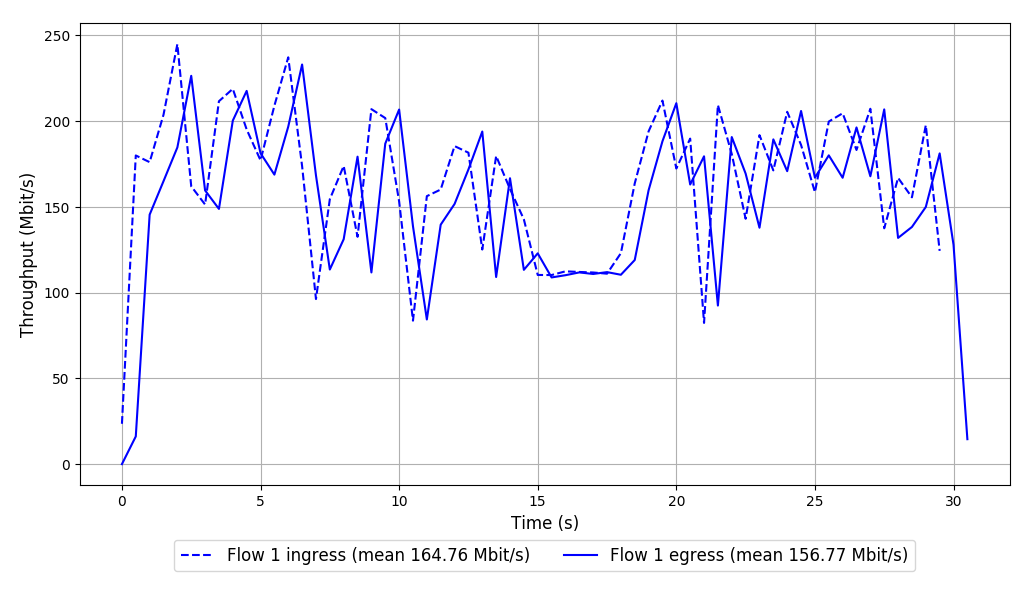 250
200
150
100
50
0
Throughput (Mbit/s)
0 5 10 15 20 25 30
Time (s)
Flow 1 ingress (mean 164.76 Mbit/s) Flow 1 egress (mean 156.77 Mbit/s)